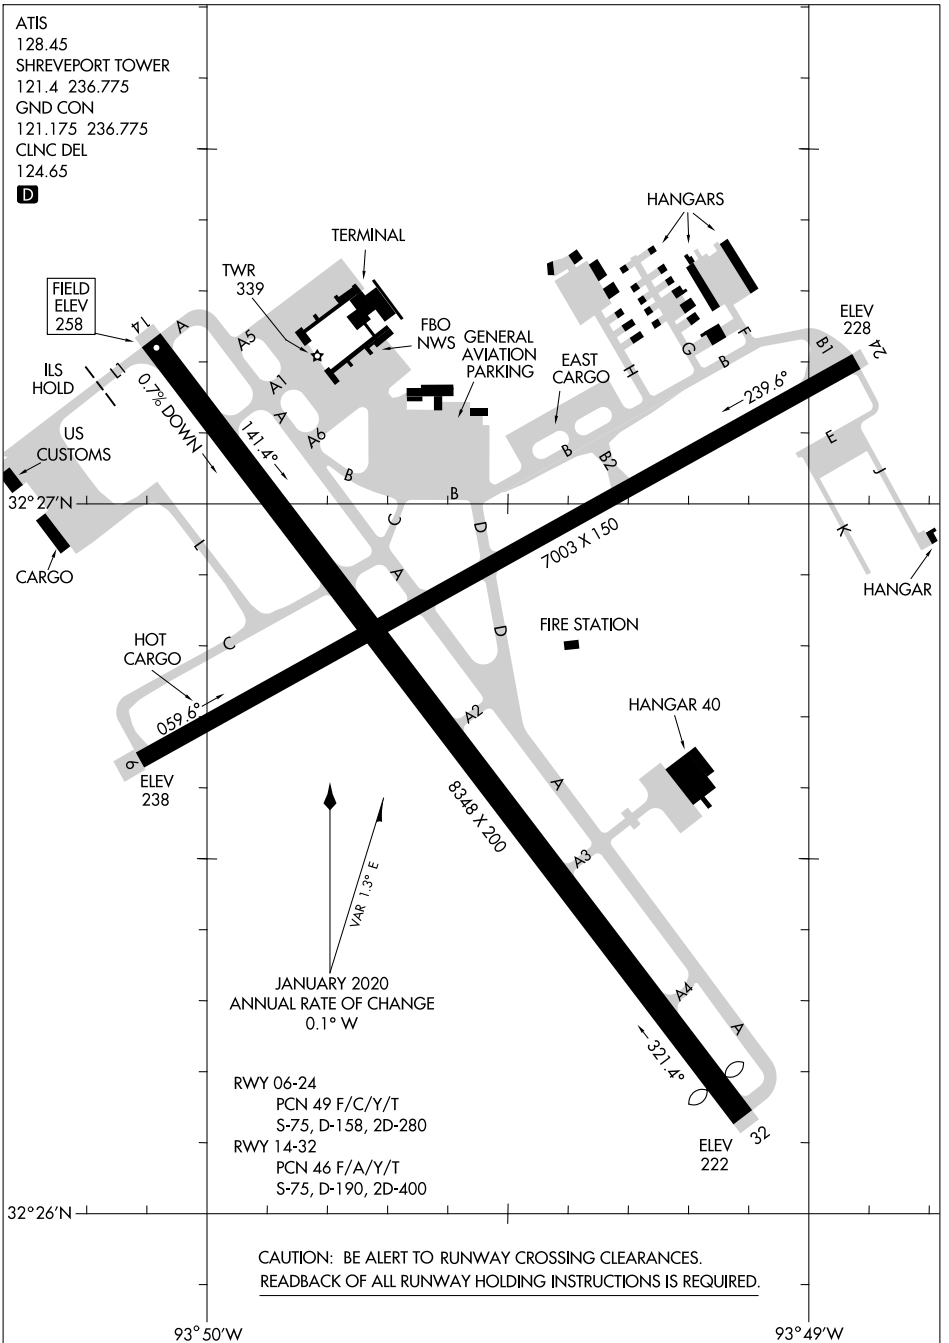 ATIS
128.45
SHREVEPORT TOWER
121.4 236.775
GND CON
121.175 236.775
CLNC DEL
124.65
D
HANGARS
TERMINAL
TWR
339
FIELD
ELEV
258
14
A
A5
FBO
NWS
GENERAL
AVIATION
PARKING
EAST
CARGO
ELEV
228
24
F
B1
G
B
H
ILS
HOLD
L1
0.7% DOWN
A1
A
A6
141.4°
239.6°
US
CUSTOMS
B
B
B2
E
J
32°27'N
B
C
D
K
7003 X 150
L
CARGO
A
HANGAR
HOT
CARGO
C
D
FIRE STATION
059.6°
A2
HANGAR 40
6
ELEV
238
A
8348 X 200
A3
VAR 1.3° E
JANUARY 2020
ANNUAL RATE OF CHANGE
0.1° W
A4
A
321.4°
RWY 06-24
PCN 49 F/C/Y/T
S-75, D-158, 2D-280
RWY 14-32
PCN 46 F/A/Y/T
S-75, D-190, 2D-400
32
ELEV
222
32°26'N
CAUTION: BE ALERT TO RUNWAY CROSSING CLEARANCES.
READBACK OF ALL RUNWAY HOLDING INSTRUCTIONS IS REQUIRED.
93°50'W
93°49'W